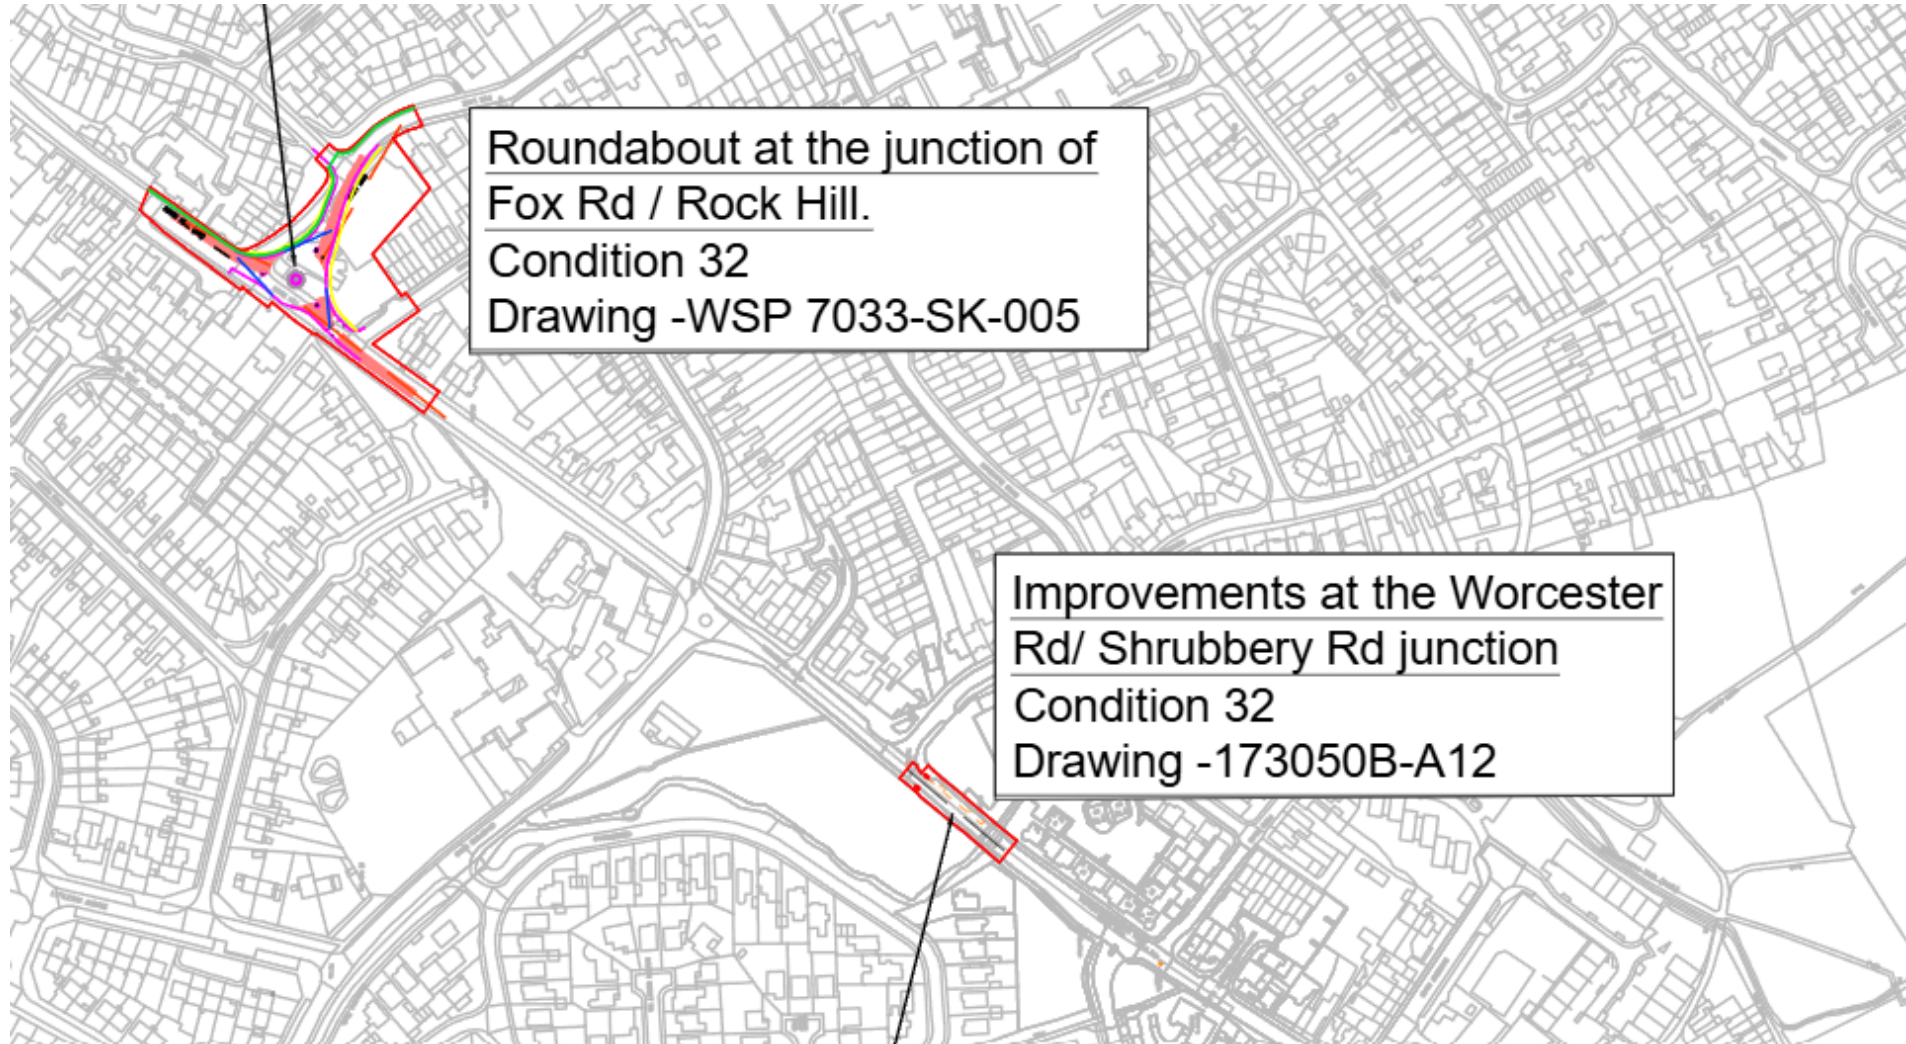 Roundabout at the junction of
Fox Rd / Rock Hill.
Condition 32
Drawing -WSP 7033-SK-005
Improvements at the Worcester
Rd/ Shrubbery Rd junction
Condition 32
Drawing -173050B-A12